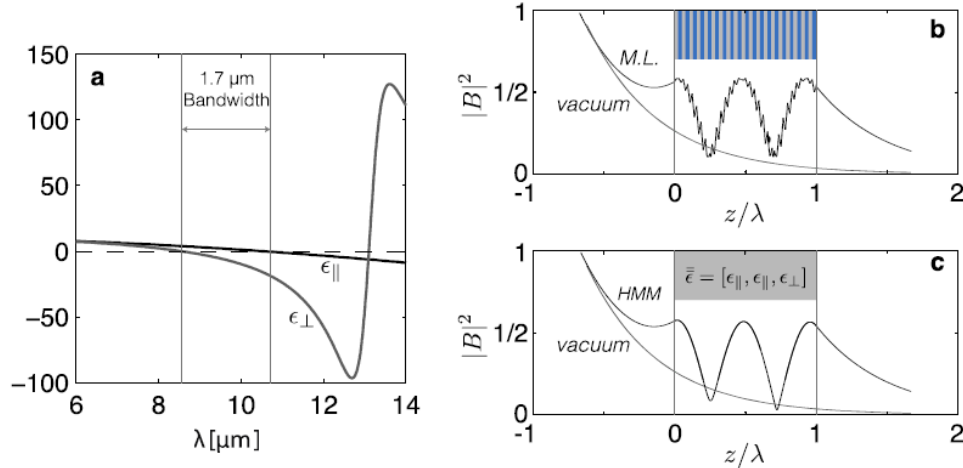 a
150
100
50
0
−50
−100
1.7 μm
Bandwidth
ϵ∥
ϵ⊥
6
8
10
12
14
λ[μm]
b
1
1/2
0
|B|²
M.L.
vacuum
-1
0
1
2
z/λ
c
1
1/2
0
|B|²
HMM
vacuum
ϵ̿ = [ϵ∥, ϵ∥, ϵ⊥]
-1
0
1
2
z/λ